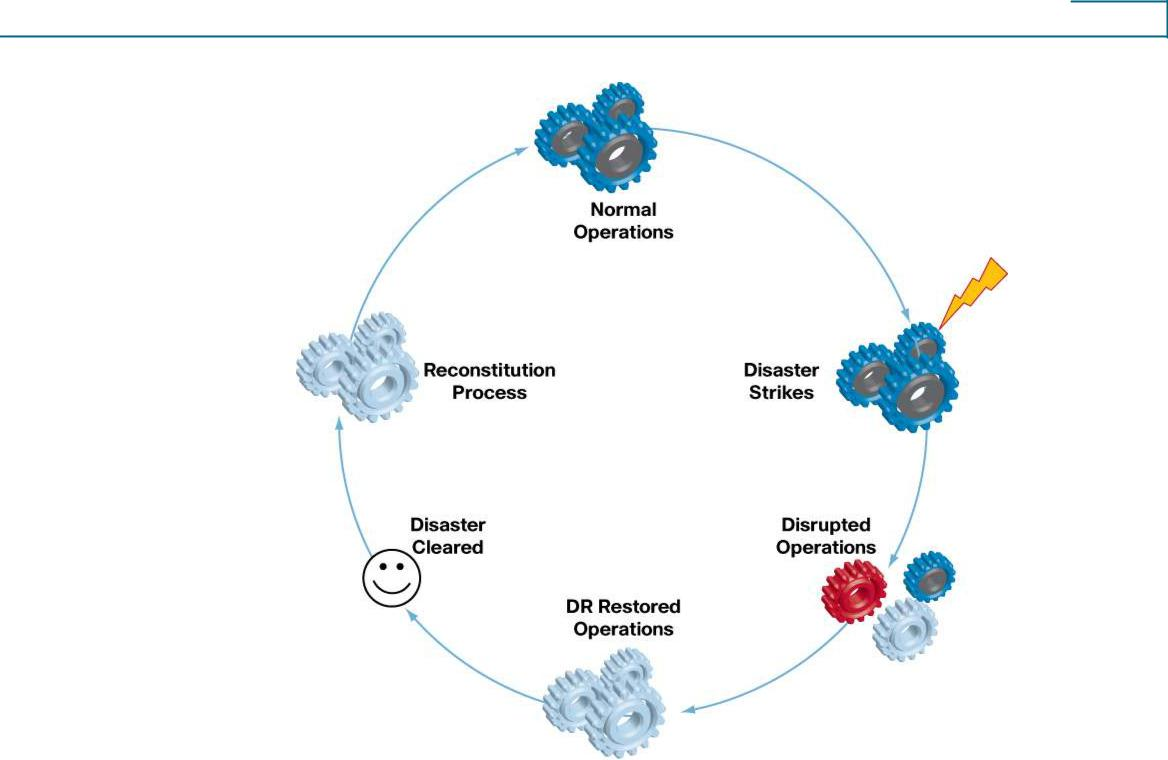 Normal
Operations
Reconstitution
Process
Disaster
Strikes
Disaster
Cleared
Disrupted
Operations
DR Restored
Operations